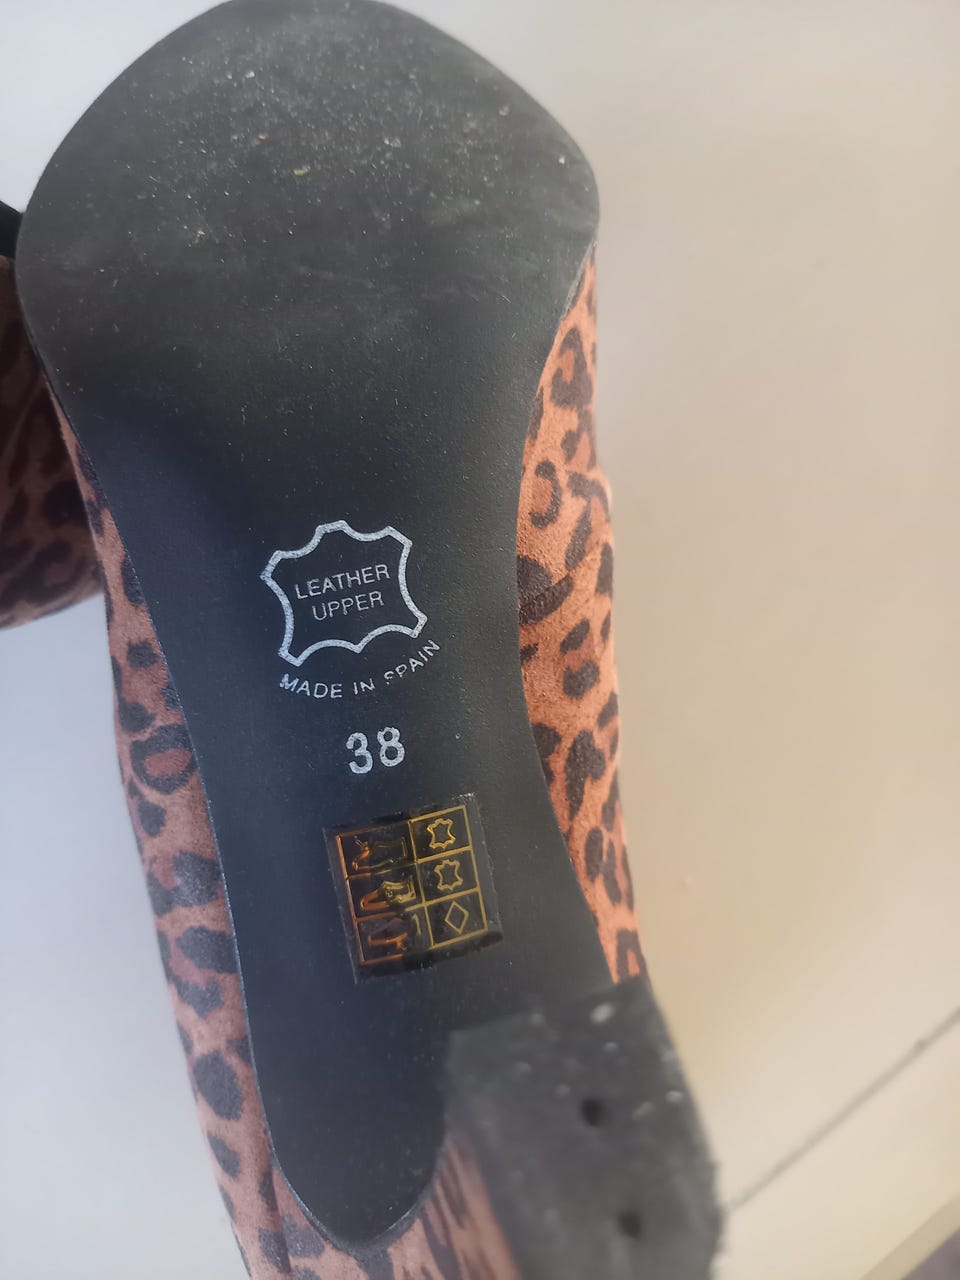 LEATHER
UPPER
MADE IN SPAIN
38